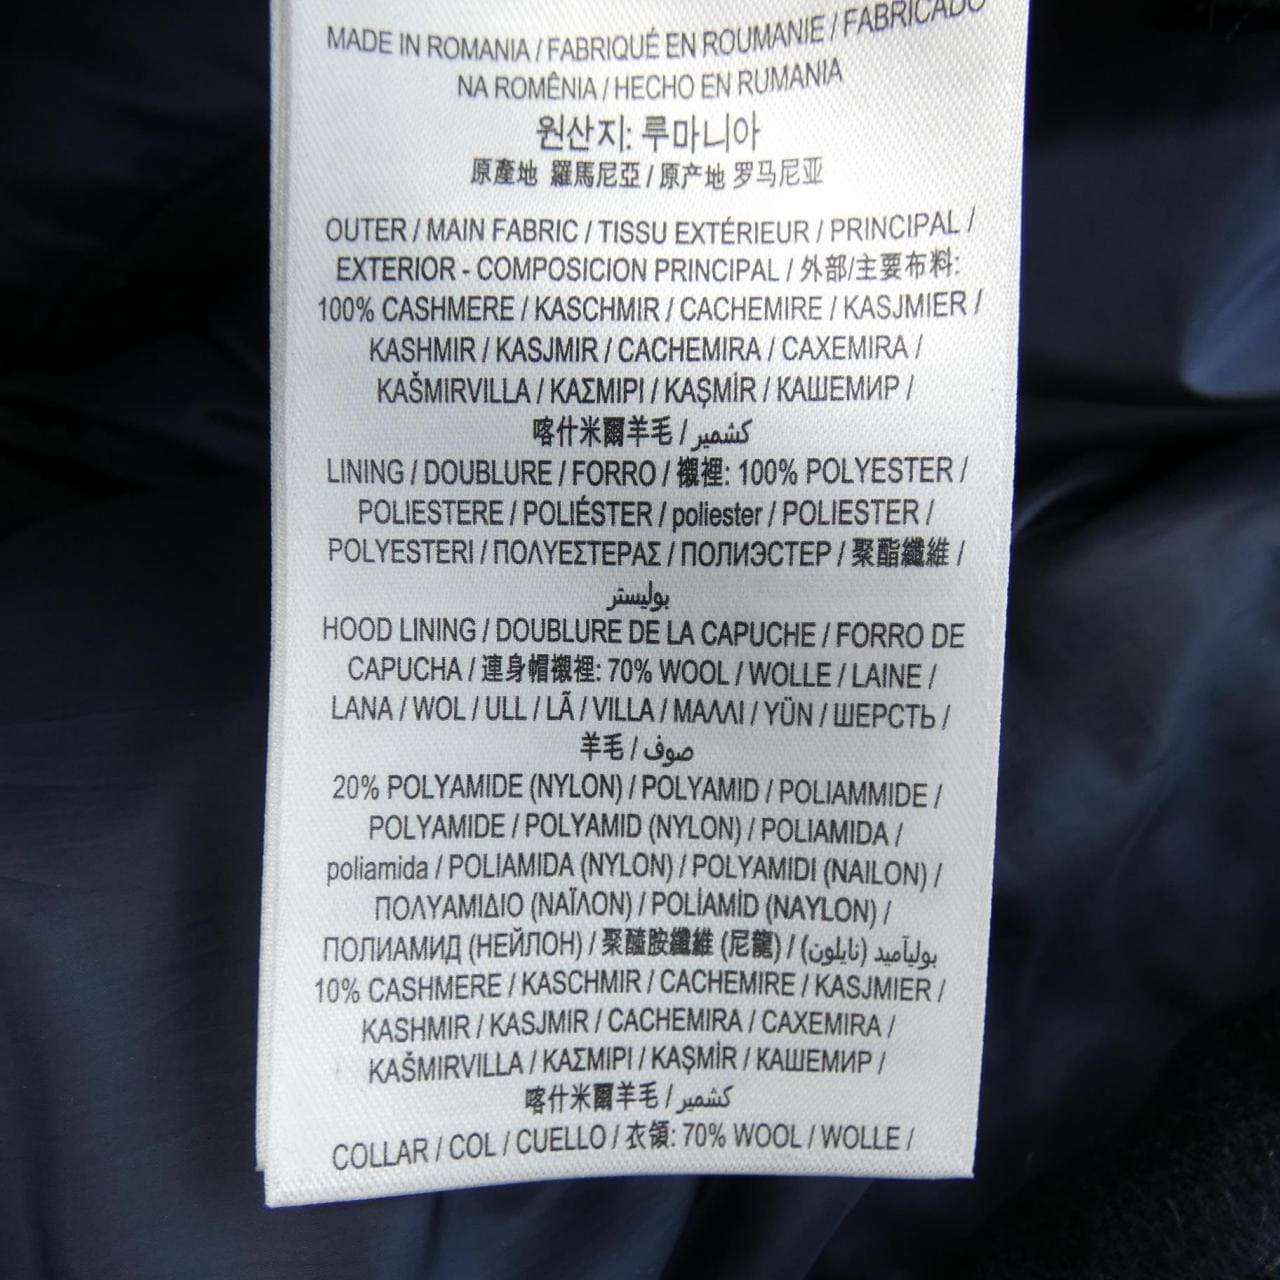 MADE IN ROMANIA / FABRIQUÉ EN ROUMANIE / FABRICADO
NA ROMÊNIA / HECHO EN RUMANIA
원산지: 루마니아
原產地 羅馬尼亞 / 原产地 罗马尼亚
OUTER / MAIN FABRIC / TISSU EXTÉRIEUR / PRINCIPAL /
EXTERIOR - COMPOSICION PRINCIPAL / 外部/主要布料:
100% CASHMERE / KASCHMIR / CACHEMIRE / KASJMIER /
KASHMIR / KASJMIR / CACHEMIRA / CAXEMIRA /
KAŠMIRVILLA / ΚΑΣΜΙΡΙ / KAŞMİR / КАШЕМИР /
喀什米爾羊毛 / كشمير
LINING / DOUBLURE / FORRO / 襯裡: 100% POLYESTER /
POLIESTERE / POLIÉSTER / poliester / POLIESTER /
POLYESTERI / ΠΟΛΥΕΣΤΕΡΑΣ / ПОЛИЭСТЕР / 聚酯纖維 /
بوليستر
HOOD LINING / DOUBLURE DE LA CAPUCHE / FORRO DE
CAPUCHA / 連身帽襯裡: 70% WOOL / WOLLE / LAINE /
LANA / WOL / ULL / LÃ / VILLA / ΜΑΛΛΙ / YÜN / ШЕРСТЬ /
羊毛 / صوف
20% POLYAMIDE (NYLON) / POLYAMID / POLIAMMIDE /
POLYAMIDE / POLYAMID (NYLON) / POLIAMIDA /
poliamida / POLIAMIDA (NYLON) / POLYAMIDI (NAILON) /
ΠΟΛΥΑΜΙΔΙΟ (ΝΑΪΛΟΝ) / POLİAMİD (NAYLON) /
ПОЛИАМИД (НЕЙЛОН) / 聚醯胺纖維 (尼龍) / بوليآميد (نايلون)
10% CASHMERE / KASCHMIR / CACHEMIRE / KASJMIER /
KASHMIR / KASJMIR / CACHEMIRA / CAXEMIRA /
KAŠMIRVILLA / ΚΑΣΜΙΡΙ / KAŞMİR / КАШЕМИР /
喀什米爾羊毛 / كشمير
COLLAR / COL / CUELLO / 衣領: 70% WOOL / WOLLE /